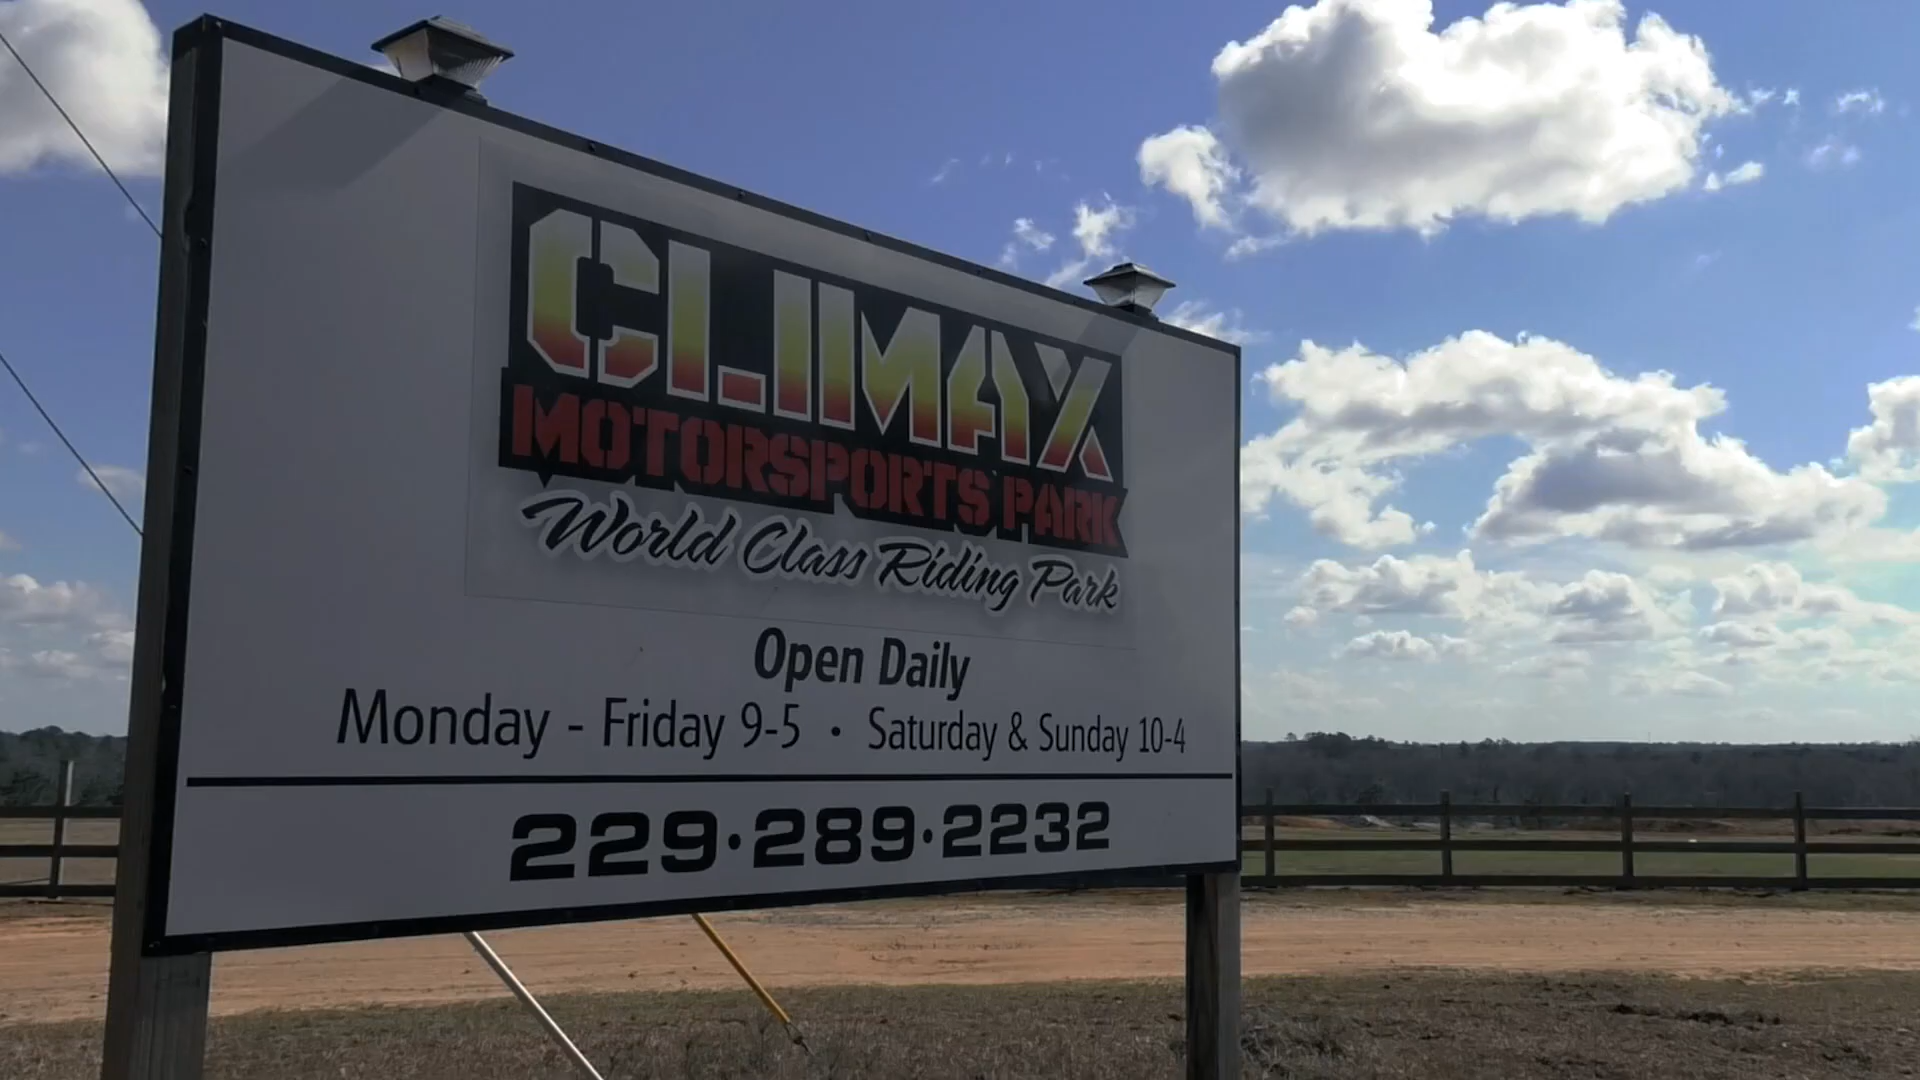 CLIMAX
MOTORSPORTS PARK
World Class Riding Park
Open Daily
Monday - Friday 9-5 • Saturday & Sunday 10-4
229•289•2232